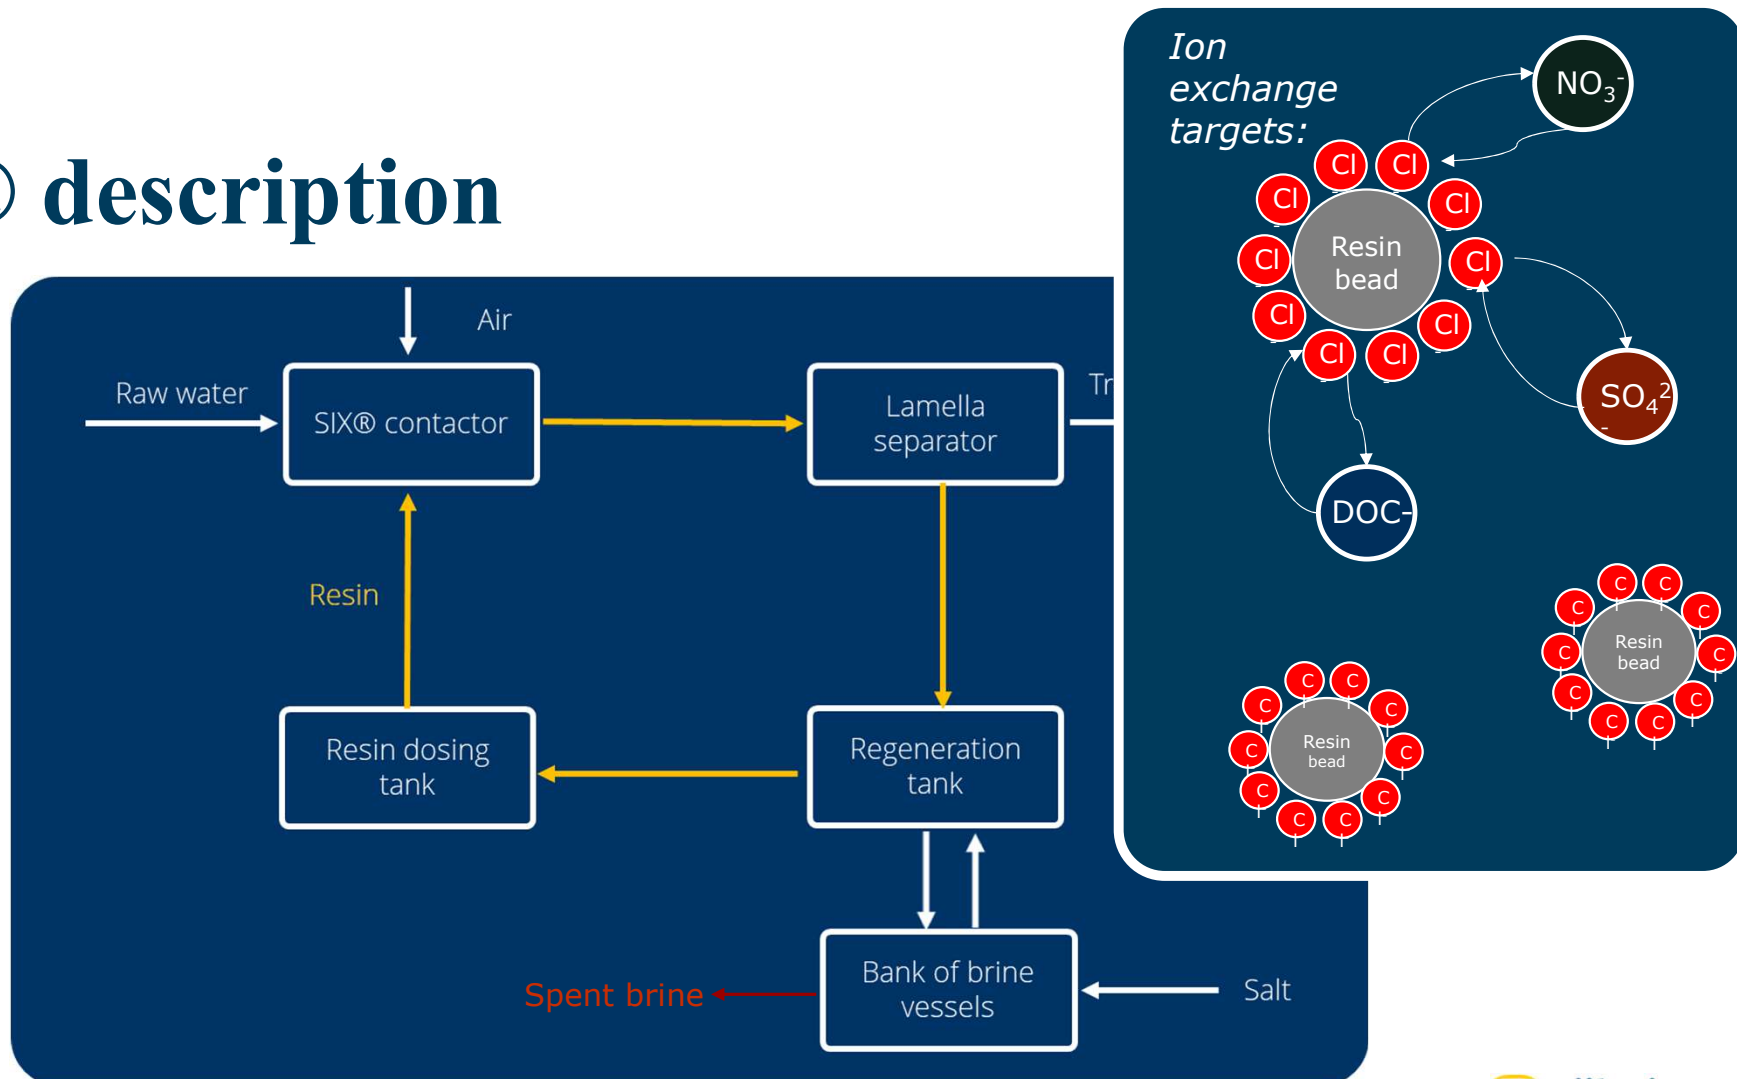 ® description
Air
Raw water
SIX® contactor
Lamella
separator
Tr
Resin
Resin dosing
tank
Regeneration
tank
Bank of brine
vessels
Spent brine
Salt
Ion
exchange
targets:
NO₃⁻
Cl
Cl
Cl
Cl
Cl
Cl
Cl
Cl
Cl
Cl
Resin
bead
SO₄²
-
DOC-
C
C
C
C
C
C
C
C
C
C
Resin
bead
C
C
C
C
C
C
C
C
C
C
Resin
bead